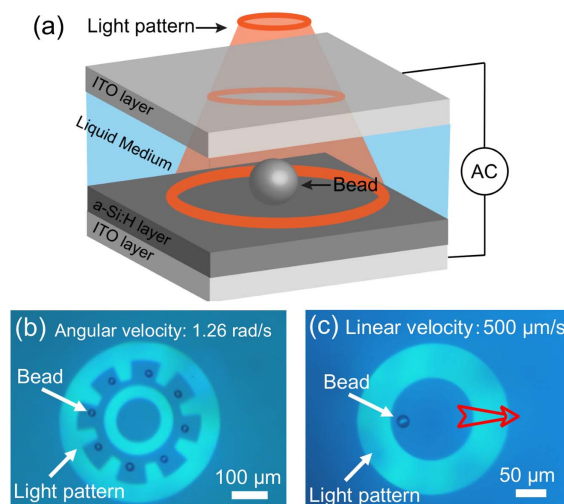 (a)
Light pattern
ITO layer
Liquid Medium
Bead
AC
a-Si:H layer
ITO layer
(b) Angular velocity: 1.26 rad/s
Bead
Light pattern
100 μm
(c) Linear velocity: 500 μm/s
Bead
Light pattern
50 μm